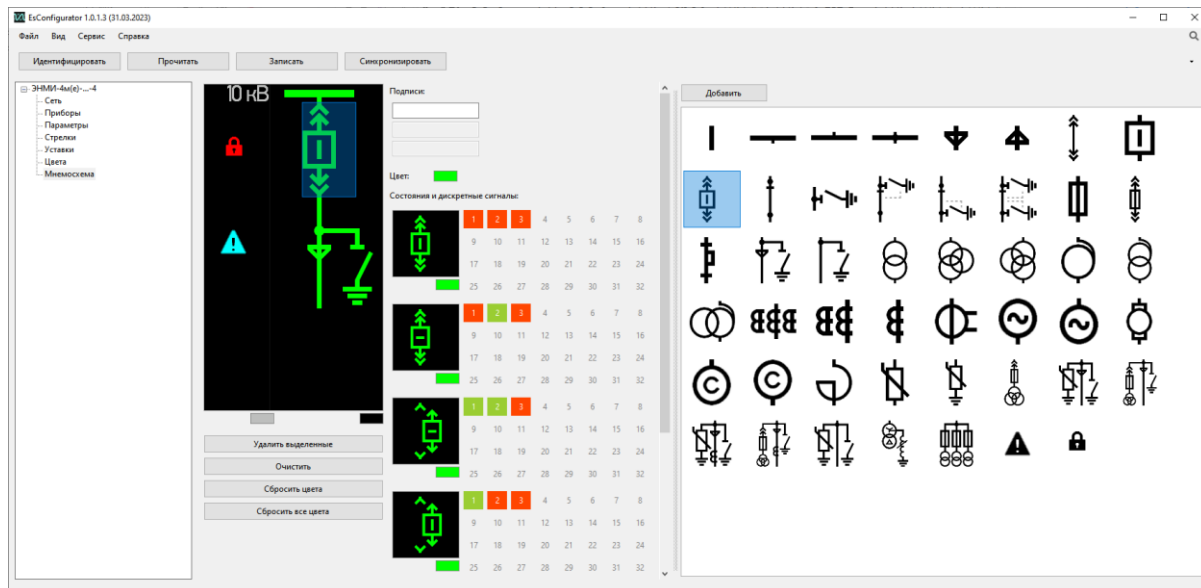 EsConfigurator 1.0.1.3 (31.03.2023)
Файл Вид Сервис Справка
Идентифицировать Прочитать Записать Синхронизировать
ЭНМИ-4м(е)-...-4
Сеть
Приборы
Параметры
Стрелки
Уставки
Цвета
Мнемосхема
10 кВ
Удалить выделенные
Очистить
Сбросить цвета
Сбросить все цвета
Подписи:
Цвет:
Состояния и дискретные сигналы:
1 2 3 4 5 6 7 8
9 10 11 12 13 14 15 16
17 18 19 20 21 22 23 24
25 26 27 28 29 30 31 32
1 2 3 4 5 6 7 8
9 10 11 12 13 14 15 16
17 18 19 20 21 22 23 24
25 26 27 28 29 30 31 32
1 2 3 4 5 6 7 8
9 10 11 12 13 14 15 16
17 18 19 20 21 22 23 24
25 26 27 28 29 30 31 32
1 2 3 4 5 6 7 8
9 10 11 12 13 14 15 16
17 18 19 20 21 22 23 24
25 26 27 28 29 30 31 32
Добавить
C C